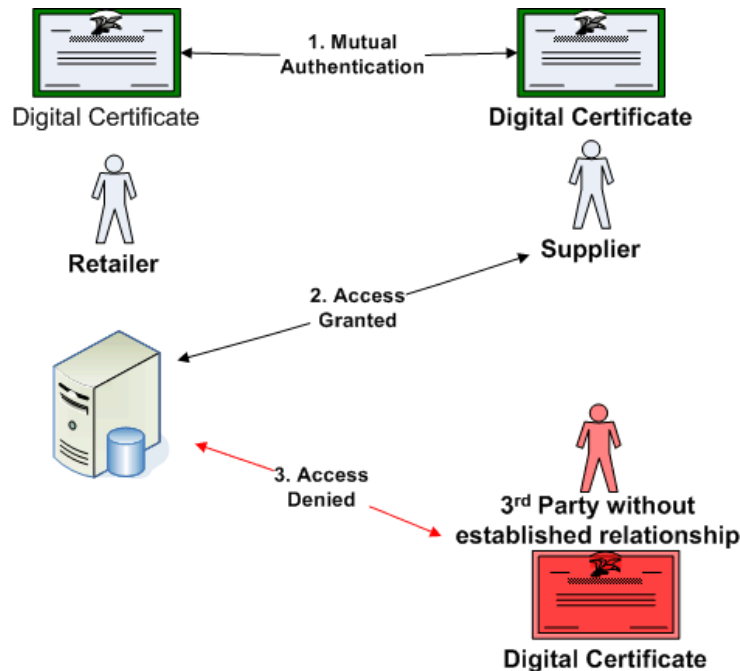 1. Mutual
Authentication
Digital Certificate
Digital Certificate
Retailer
Supplier
2. Access
Granted
3. Access
Denied
3rd Party without
established relationship
Digital Certificate